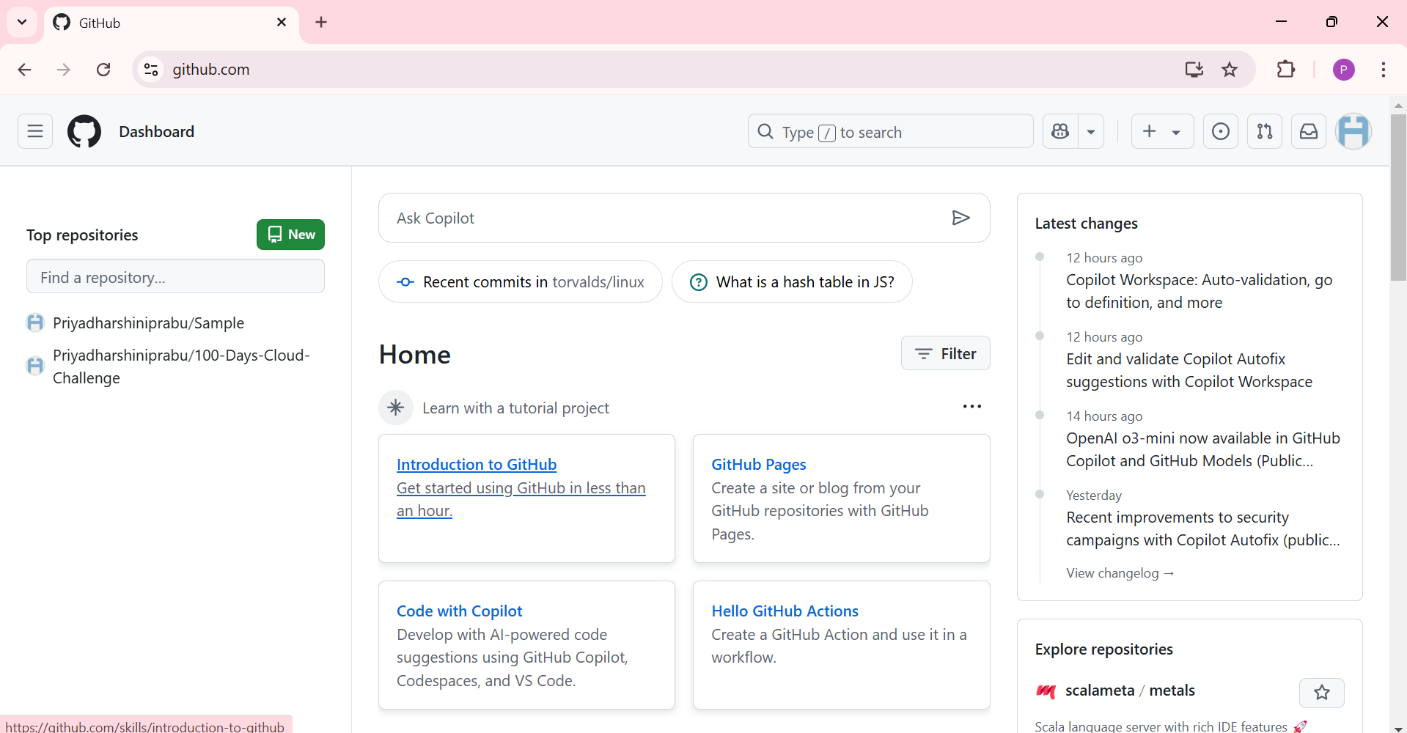 GitHub
github.com
P
Dashboard
Type / to search
Top repositories
New
Find a repository...
Priyadharshiniprabu/Sample
Priyadharshiniprabu/100-Days-Cloud-
Challenge
Ask Copilot
Recent commits in torvalds/linux
What is a hash table in JS?
Home
Filter
Learn with a tutorial project
Introduction to GitHub
Get started using GitHub in less than
an hour.
GitHub Pages
Create a site or blog from your
GitHub repositories with GitHub
Pages.
Code with Copilot
Develop with AI-powered code
suggestions using GitHub Copilot,
Codespaces, and VS Code.
Hello GitHub Actions
Create a GitHub Action and use it in a
workflow.
Latest changes
12 hours ago
Copilot Workspace: Auto-validation, go
to definition, and more
12 hours ago
Edit and validate Copilot Autofix
suggestions with Copilot Workspace
14 hours ago
OpenAI o3-mini now available in GitHub
Copilot and GitHub Models (Public...
Yesterday
Recent improvements to security
campaigns with Copilot Autofix (public...
View changelog →
Explore repositories
scalameta / metals
Scala language server with rich IDE features 🚀
https://github.com/skills/introduction-to-github